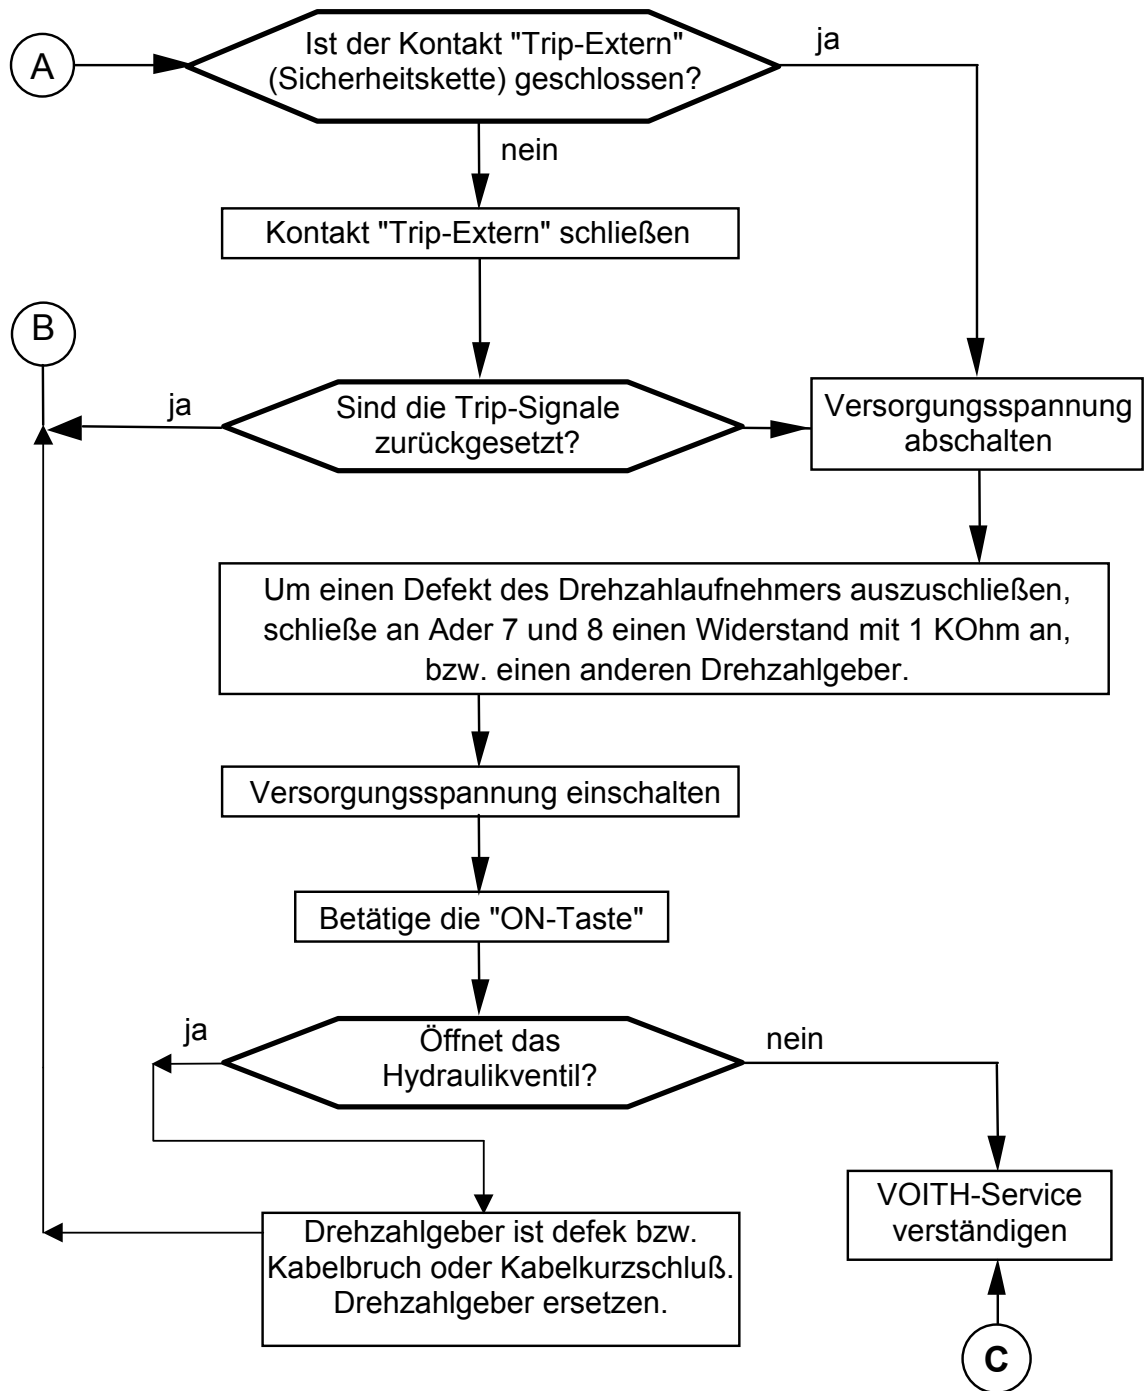 A
Ist der Kontakt "Trip-Extern"
(Sicherheitskette) geschlossen?
ja
nein
Kontakt "Trip-Extern" schließen
B
ja
Sind die Trip-Signale
zurückgesetzt?
Versorgungsspannung
abschalten
Um einen Defekt des Drehzahlaufnehmers auszuschließen,
schließe an Ader 7 und 8 einen Widerstand mit 1 KOhm an,
bzw. einen anderen Drehzahlgeber.
Versorgungsspannung einschalten
Betätige die "ON-Taste"
ja
Öffnet das
Hydraulikventil?
nein
VOITH-Service
verständigen
Drehzahlgeber ist defek bzw.
Kabelbruch oder Kabelkurzschluß.
Drehzahlgeber ersetzen.
C